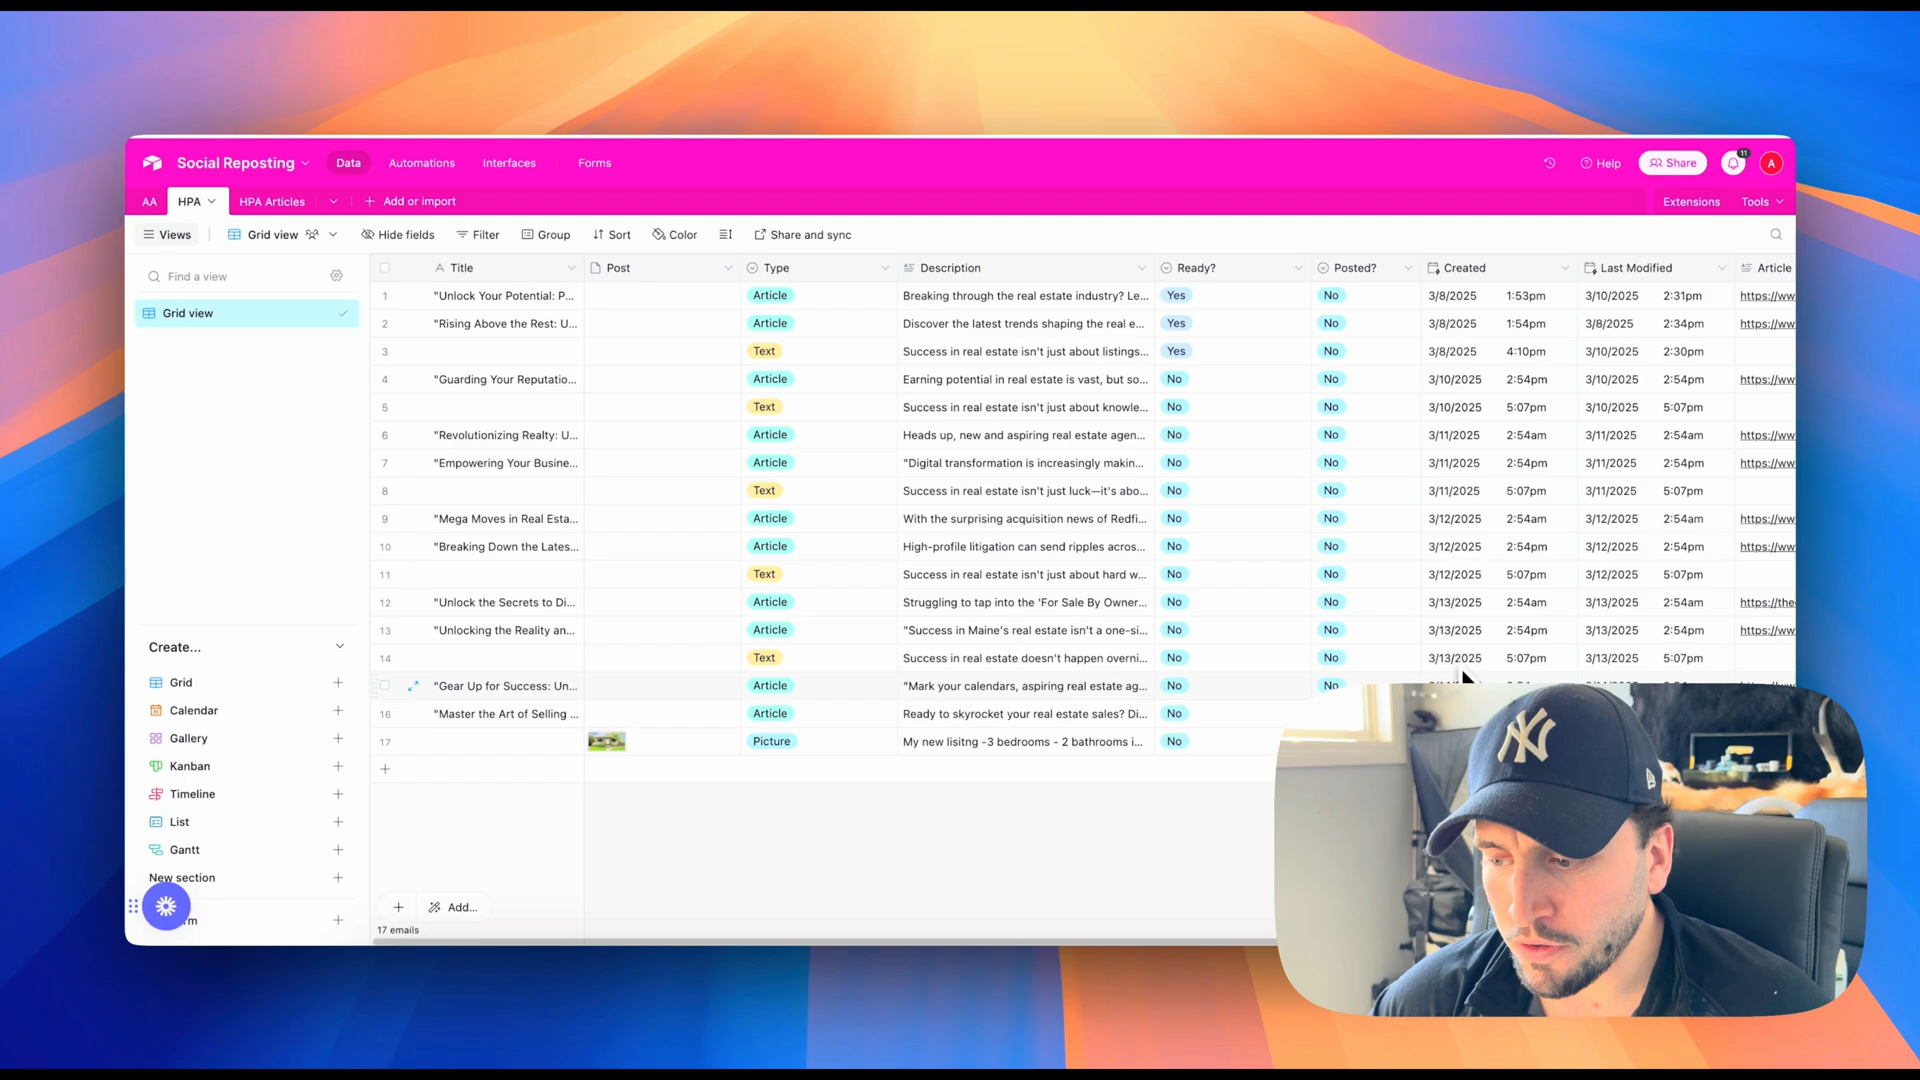 Social Reposting Data Automations Interfaces Forms Help Share 11 A
AA HPA HPA Articles Add or import Extensions Tools
Views Grid view Hide fields Filter Group Sort Color Share and sync
Find a view
Grid view
Create...
Grid
Calendar
Gallery
Kanban
Timeline
List
Gantt
New section
Title Post Type Description Ready? Posted? Created Last Modified Article
1 "Unlock Your Potential: P... Article Breaking through the real estate industry? Le... Yes No 3/8/2025 1:53pm 3/10/2025 2:31pm https://ww
2 "Rising Above the Rest: U... Article Discover the latest trends shaping the real e... Yes No 3/8/2025 1:54pm 3/8/2025 2:34pm https://ww
3 Text Success in real estate isn't just about listings... Yes No 3/8/2025 4:10pm 3/10/2025 2:30pm
4 "Guarding Your Reputatio... Article Earning potential in real estate is vast, but so... No No 3/10/2025 2:54pm 3/10/2025 2:54pm https://ww
5 Text Success in real estate isn't just about knowle... No No 3/10/2025 5:07pm 3/10/2025 5:07pm
6 "Revolutionizing Realty: U... Article Heads up, new and aspiring real estate agen... No No 3/11/2025 2:54am 3/11/2025 2:54am https://ww
7 "Empowering Your Busine... Article "Digital transformation is increasingly makin... No No 3/11/2025 2:54pm 3/11/2025 2:54pm https://ww
8 Text Success in real estate isn't just luck—it's abo... No No 3/11/2025 5:07pm 3/11/2025 5:07pm
9 "Mega Moves in Real Esta... Article With the surprising acquisition news of Redfi... No No 3/12/2025 2:54am 3/12/2025 2:54am https://ww
10 "Breaking Down the Lates... Article High-profile litigation can send ripples acros... No No 3/12/2025 2:54pm 3/12/2025 2:54pm https://ww
11 Text Success in real estate isn't just about hard w... No No 3/12/2025 5:07pm 3/12/2025 5:07pm
12 "Unlock the Secrets to Di... Article Struggling to tap into the 'For Sale By Owner... No No 3/13/2025 2:54am 3/13/2025 2:54am https://the
13 "Unlocking the Reality an... Article "Success in Maine's real estate isn't a one-si... No No 3/13/2025 2:54pm 3/13/2025 2:54pm https://ww
14 Text Success in real estate doesn't happen overni... No No 3/13/2025 5:07pm 3/13/2025 5:07pm
"Gear Up for Success: Un... Article "Mark your calendars, aspiring real estate ag... No No
16 "Master the Art of Selling ... Article Ready to skyrocket your real estate sales? Di... No
17 Picture My new lisitng -3 bedrooms - 2 bathrooms i... No
Add...
17 emails
NY